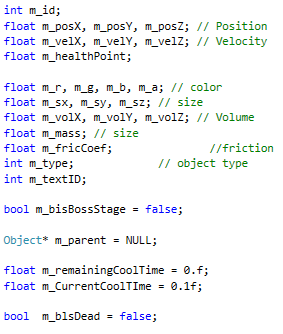 int m_id;
float m_posX, m_posY, m_posZ; // Position
float m_velX, m_velY, m_velZ; // Velocity
float m_healthPoint;
float m_r, m_g, m_b, m_a; // color
float m_sx, m_sy, m_sz; // size
float m_volX, m_volY, m_volZ; // Volume
float m_mass; // size
float m_fricCoef; //friction
int m_type; // object type
int m_textID;
bool m_bisBossStage = false;
Object* m_parent = NULL;
float m_remainingCoolTime = 0.f;
float m_CurrentCoolTIme = 0.1f;
bool m_blsDead = false;